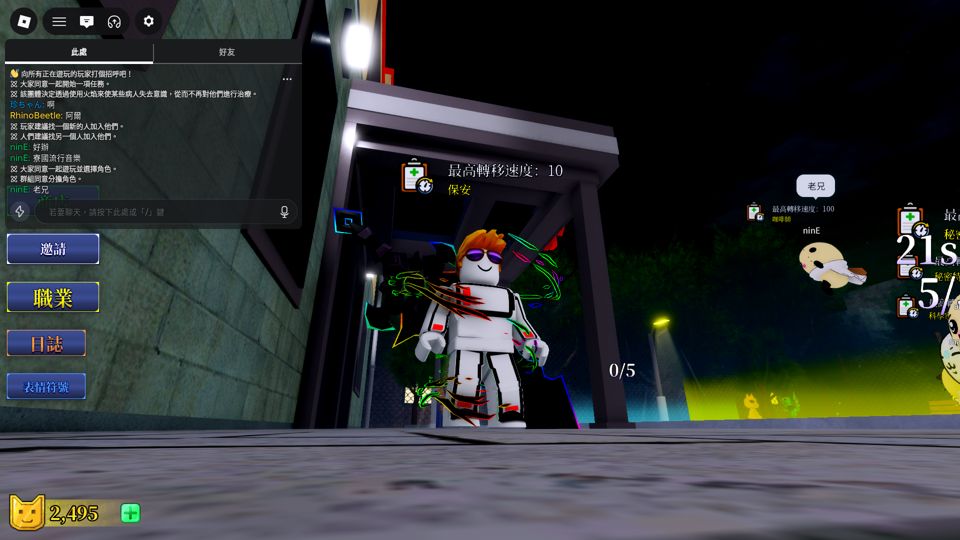 此處
好友
👋 向所有正在遊玩的玩家打個招呼吧！
大家同意一起開始一項任務。
該團體決定透過使用火焰來使某些病人失去意識，從而不再對他們進行治療。
珍ちゃん: 啊
RhinoBeetle: 阿爾
玩家建議找一個新的人加入他們。
人們建議找另一個人加入他們。
ninE: 好辦
ninE: 寮國流行音樂
大家同意一起遊玩並選擇角色。
群組同意分擔角色。
ninE: 老兄
若要聊天，請按下此處或「/」鍵
邀請
職業
日誌
表情符號
2,495
最高轉移速度: 10
保安
0/5
老兄
最高轉移速度: 100
咖啡師
ninE
最
21s
5/